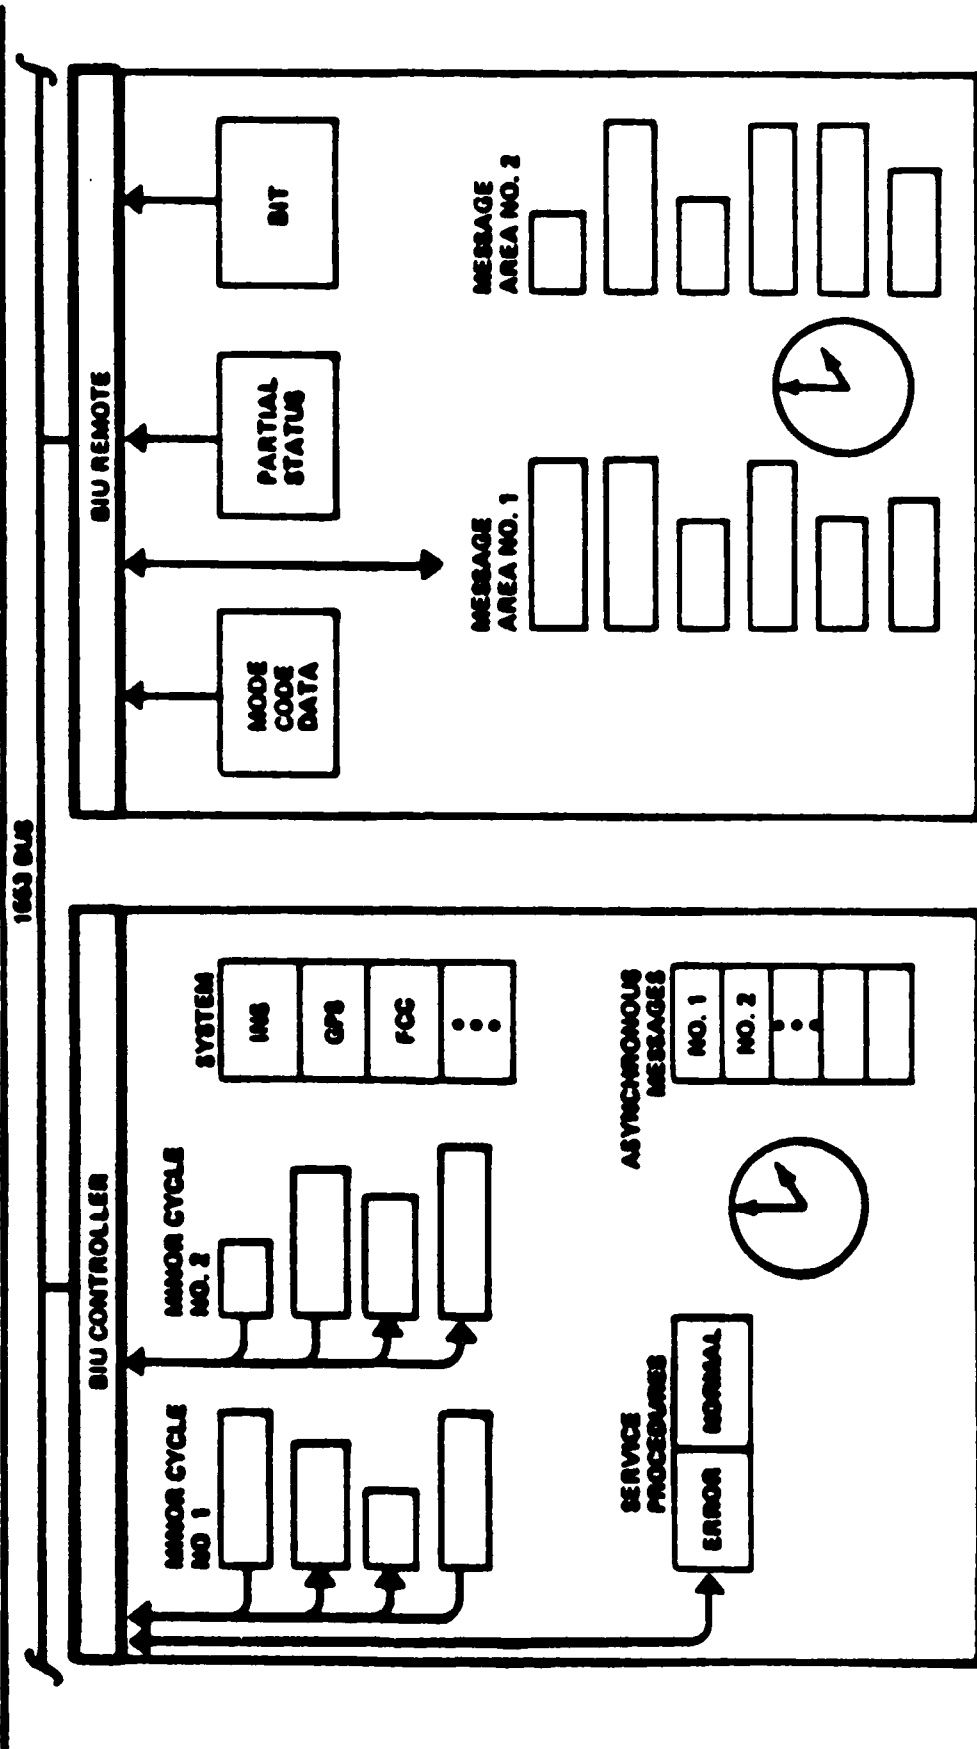 1553 BUS
BIU CONTROLLER
MINOR CYCLE
NO 1
MINOR CYCLE
NO. 2
SYSTEM
INS
GPS
FCC
SERVICE
PROCEDURES
ERROR
NORMAL
ASYNCHRONOUS
MESSAGES
NO. 1
NO. 2
BIU REMOTE
MODE
CODE
DATA
PARTIAL
STATUS
BIT
MESSAGE
AREA NO. 1
MESSAGE
AREA NO. 2